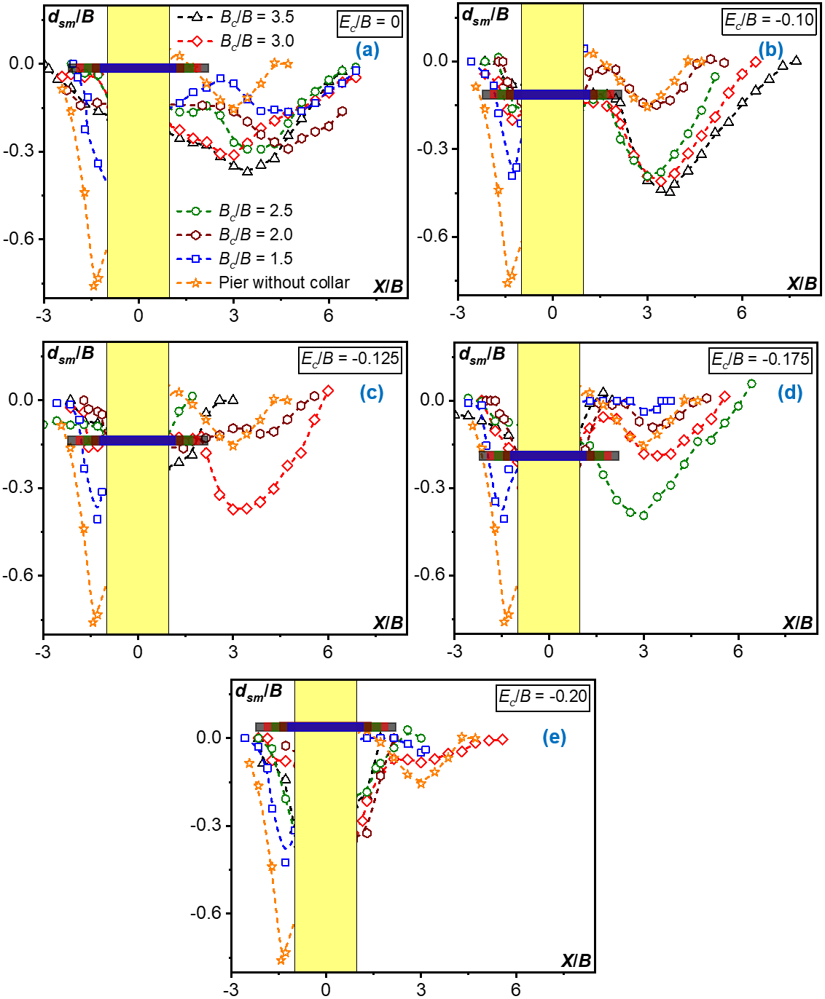 d_sm/B
B_c/B = 3.5
E_c/B = 0
B_c/B = 3.0
(a)
0.0
-0.3
-0.6
B_c/B = 2.5
B_c/B = 2.0
B_c/B = 1.5
Pier without collar
X/B
-3 0 3 6
d_sm/B
E_c/B = -0.10
(b)
0.0
-0.3
-0.6
X/B
-3 0 3 6
d_sm/B
E_c/B = -0.125
(c)
0.0
-0.3
-0.6
X/B
-3 0 3 6
d_sm/B
E_c/B = -0.175
(d)
0.0
-0.3
-0.6
X/B
-3 0 3 6
d_sm/B
E_c/B = -0.20
(e)
0.0
-0.3
-0.6
X/B
-3 0 3 6